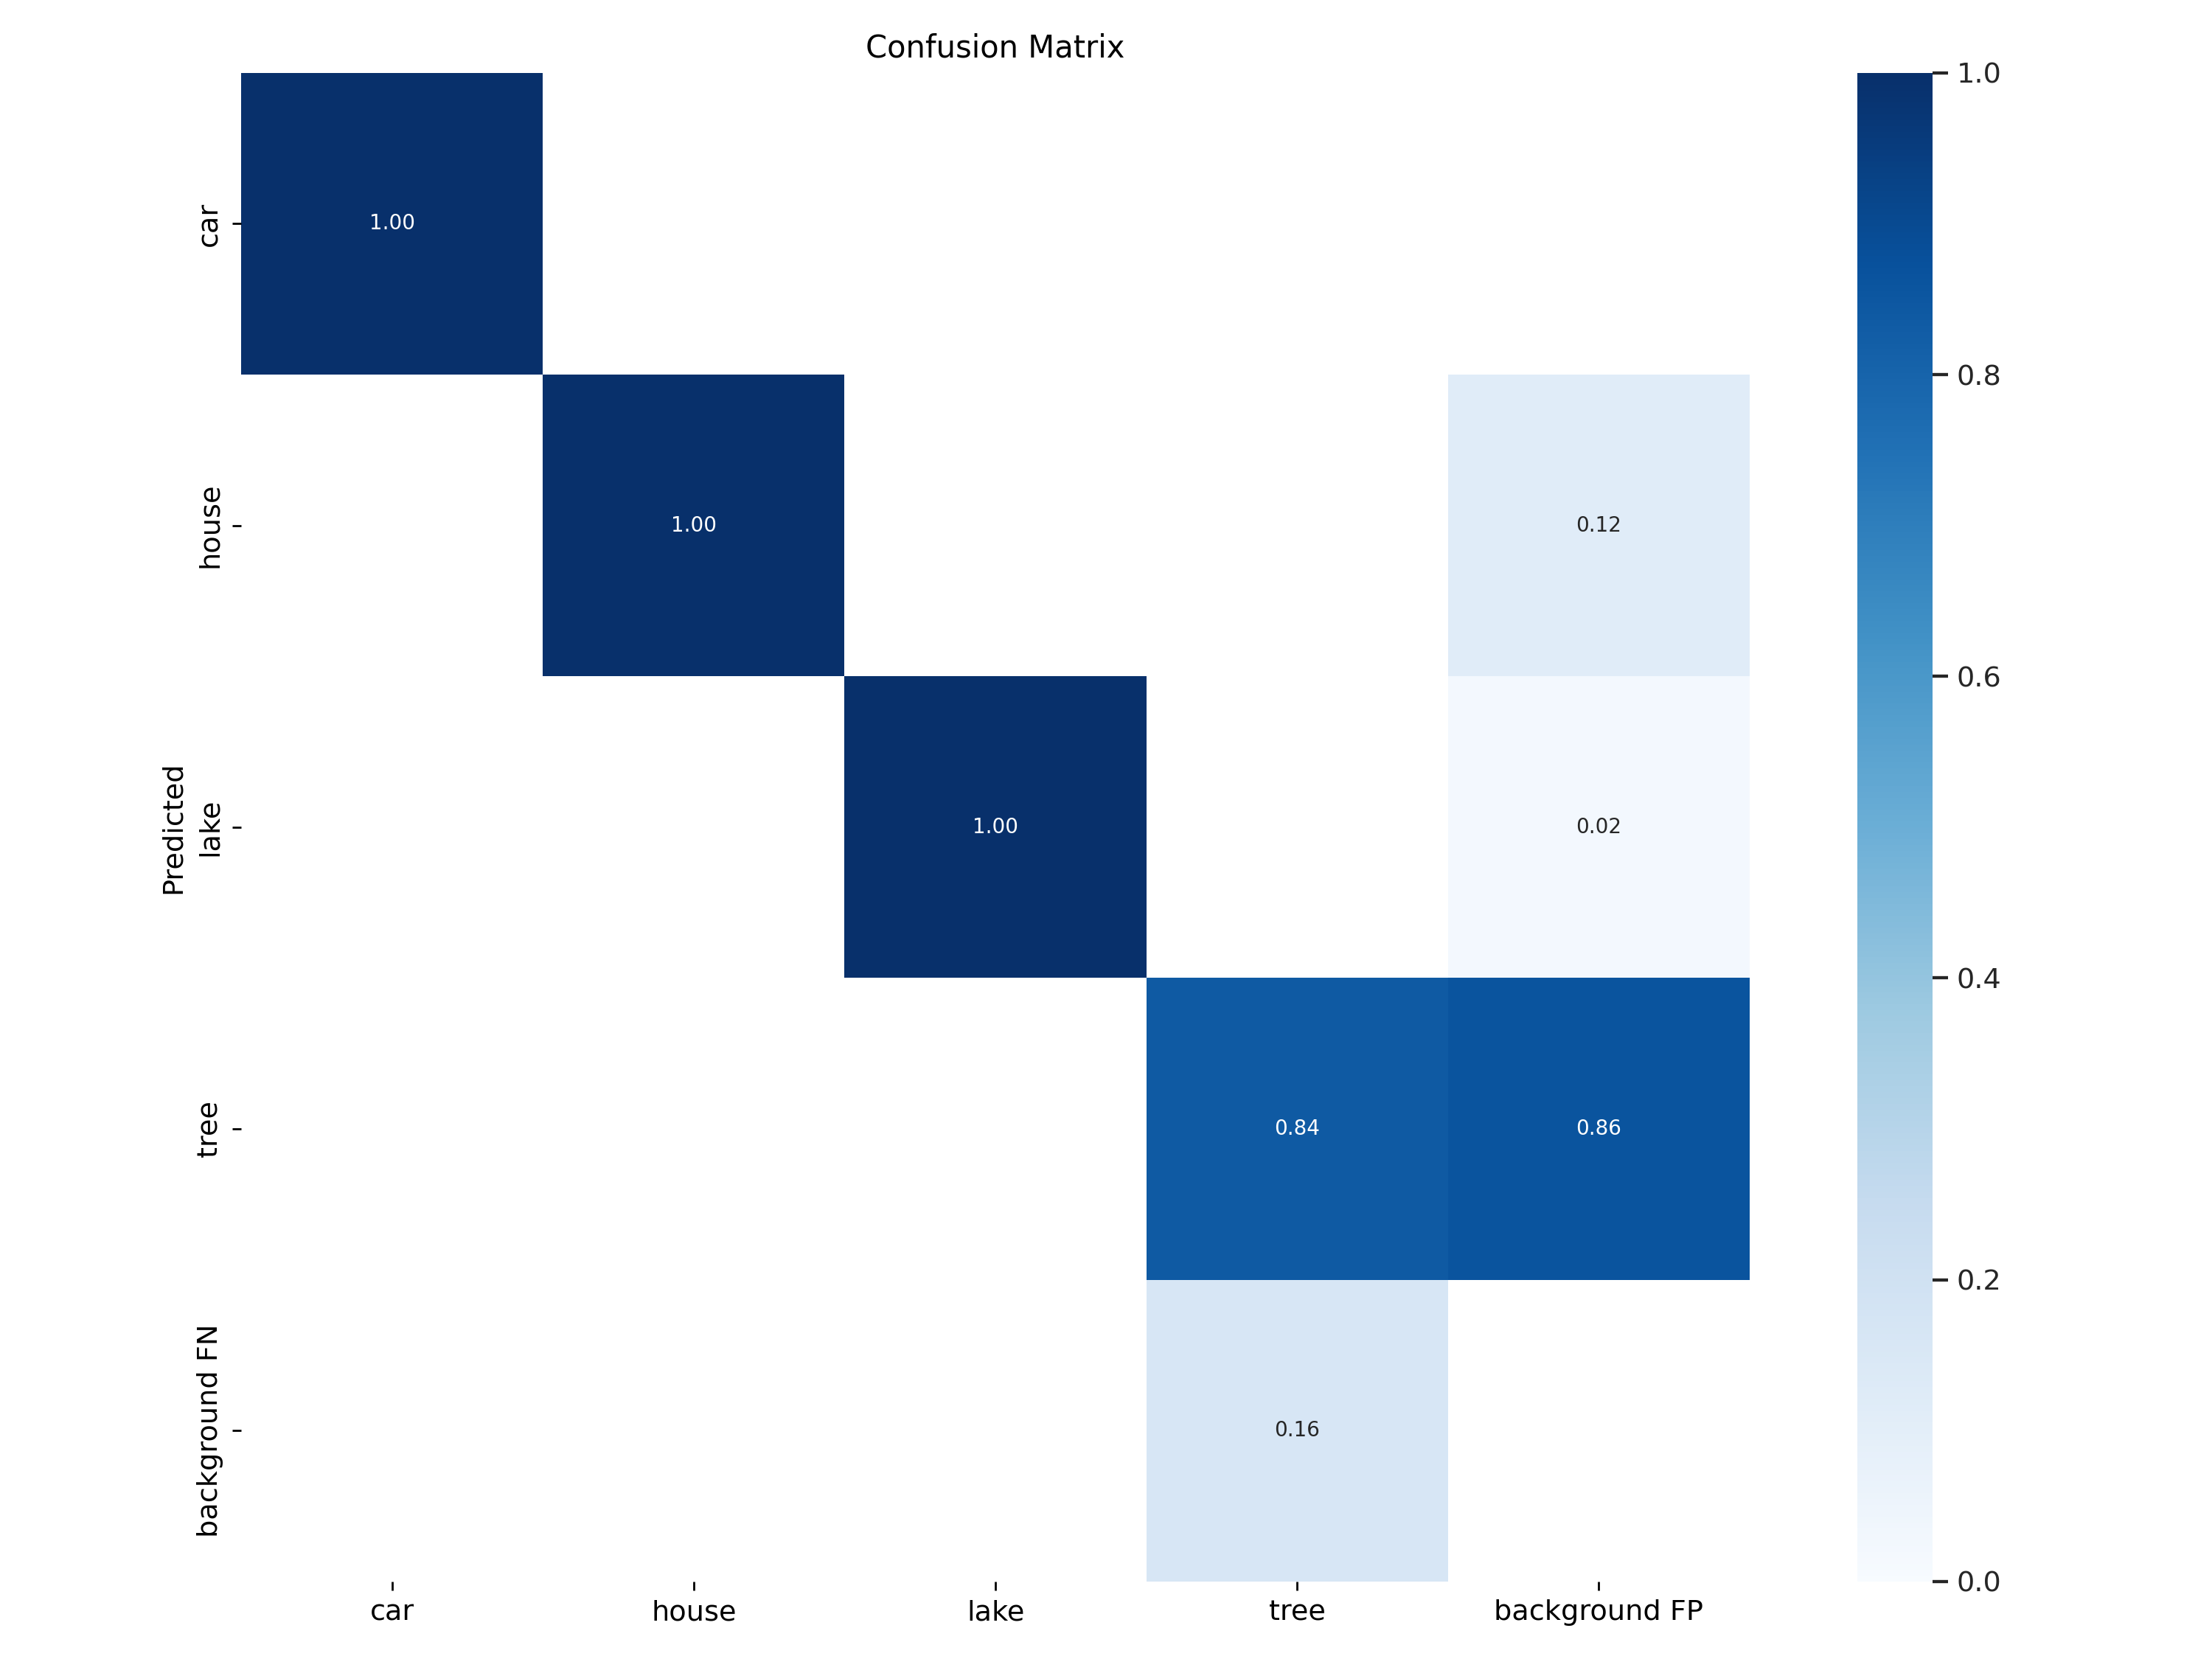 Confusion Matrix
1.0
car
1.00
0.8
house
1.00
0.12
0.6
Predicted
lake
1.00
0.02
0.4
tree
0.84
0.86
0.2
background FN
0.16
0.0
car house lake tree background FP